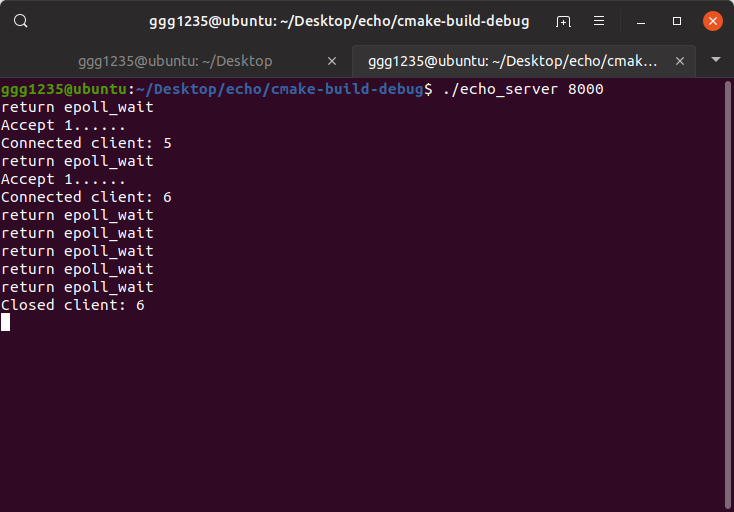 ggg1235@ubuntu: ~/Desktop/echo/cmake-build-debug
ggg1235@ubuntu: ~/Desktop
ggg1235@ubuntu: ~/Desktop/echo/cmak...
ggg1235@ubuntu:~/Desktop/echo/cmake-build-debug$ ./echo_server 8000
return epoll_wait
Accept 1......
Connected client: 5
return epoll_wait
Accept 1......
Connected client: 6
return epoll_wait
return epoll_wait
return epoll_wait
return epoll_wait
return epoll_wait
Closed client: 6